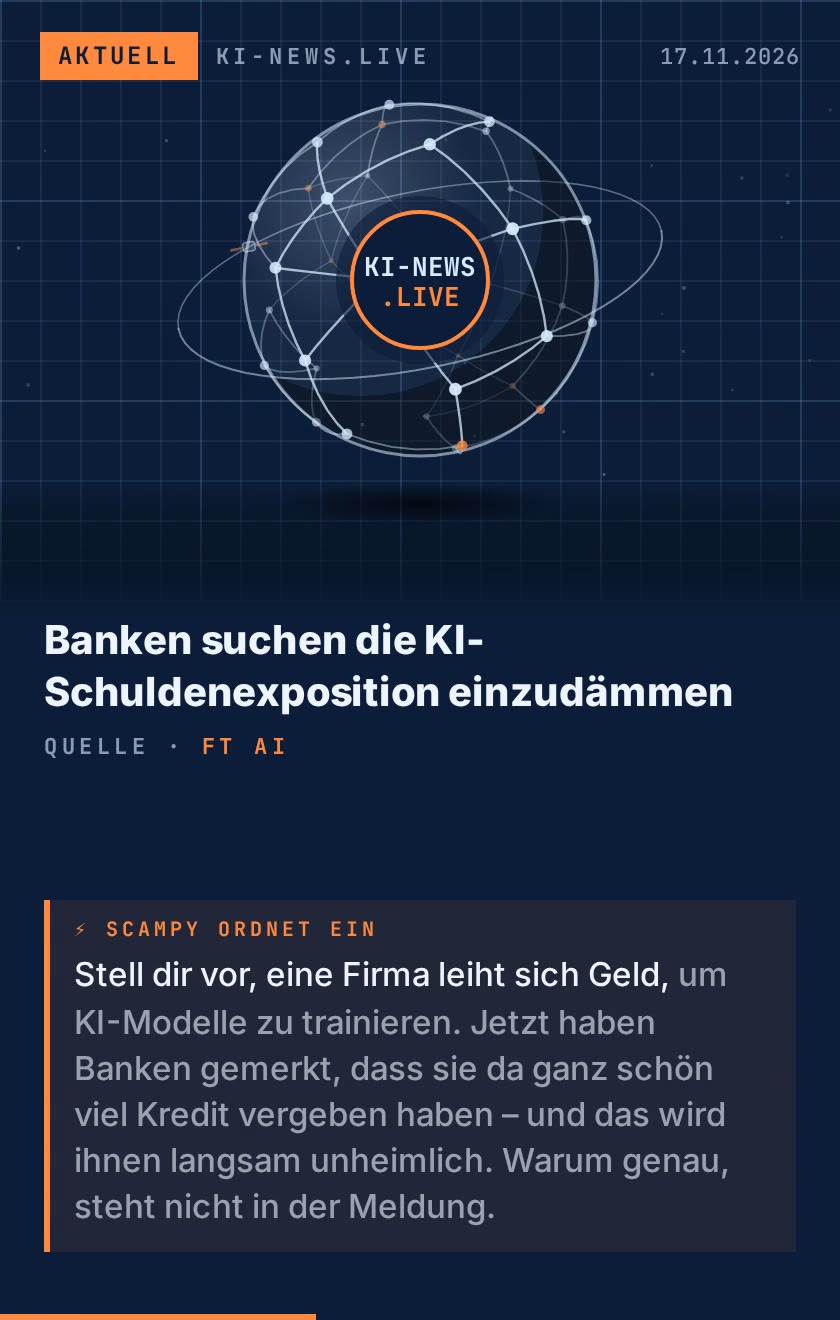 AKTUELL KI-NEWS.LIVE 17.11.2026
KI-NEWS
.LIVE
Banken suchen die KI-
Schuldenexposition einzudämmen
QUELLE · FT AI
⚡ SCAMPY ORDNET EIN
Stell dir vor, eine Firma leiht sich Geld, um
KI-Modelle zu trainieren. Jetzt haben
Banken gemerkt, dass sie da ganz schön
viel Kredit vergeben haben – und das wird
ihnen langsam unheimlich. Warum genau,
steht nicht in der Meldung.